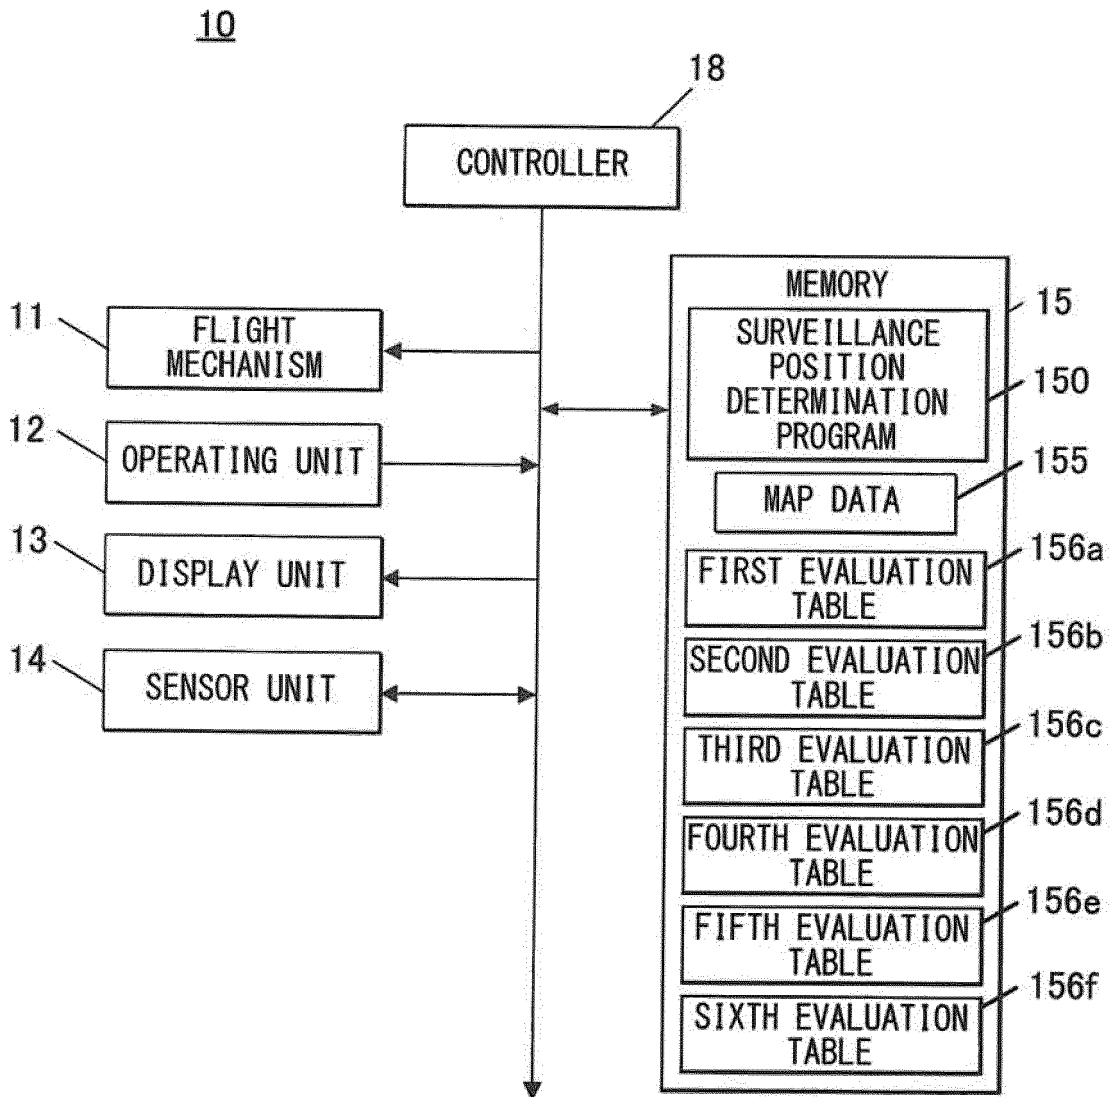 10
18
CONTROLLER
11
FLIGHT
MECHANISM
12
OPERATING UNIT
13
DISPLAY UNIT
14
SENSOR UNIT
MEMORY
15
SURVEILLANCE
POSITION
DETERMINATION
PROGRAM
150
MAP DATA
155
FIRST EVALUATION
TABLE
156a
SECOND EVALUATION
TABLE
156b
THIRD EVALUATION
TABLE
156c
FOURTH EVALUATION
TABLE
156d
FIFTH EVALUATION
TABLE
156e
SIXTH EVALUATION
TABLE
156f